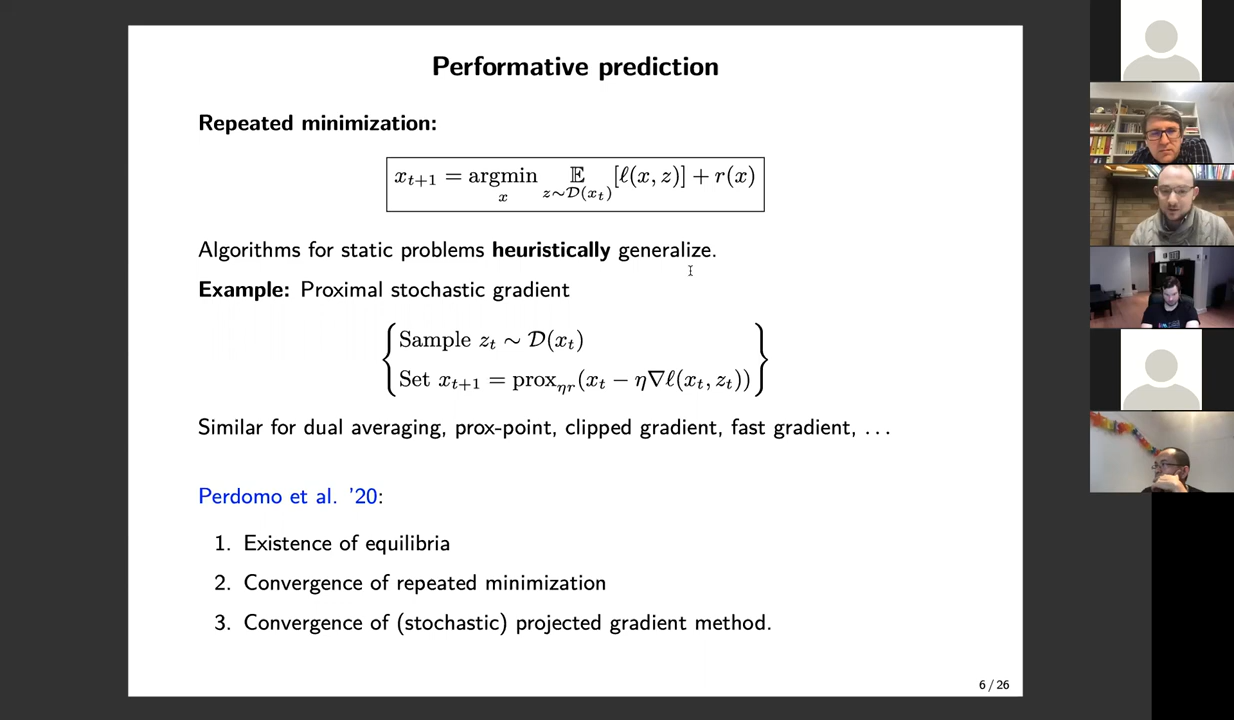 Performative prediction
Repeated minimization:
x_{t+1} = argmin_x 𝔼_{z∼𝒟(x_t)} [ℓ(x, z)] + r(x)
Algorithms for static problems heuristically generalize.
Example: Proximal stochastic gradient
Sample z_t ∼ 𝒟(x_t)
Set x_{t+1} = prox_{ηr}(x_t − η∇ℓ(x_t, z_t))
Similar for dual averaging, prox-point, clipped gradient, fast gradient, . . .
Perdomo et al. '20:
1. Existence of equilibria
2. Convergence of repeated minimization
3. Convergence of (stochastic) projected gradient method.
6 / 26